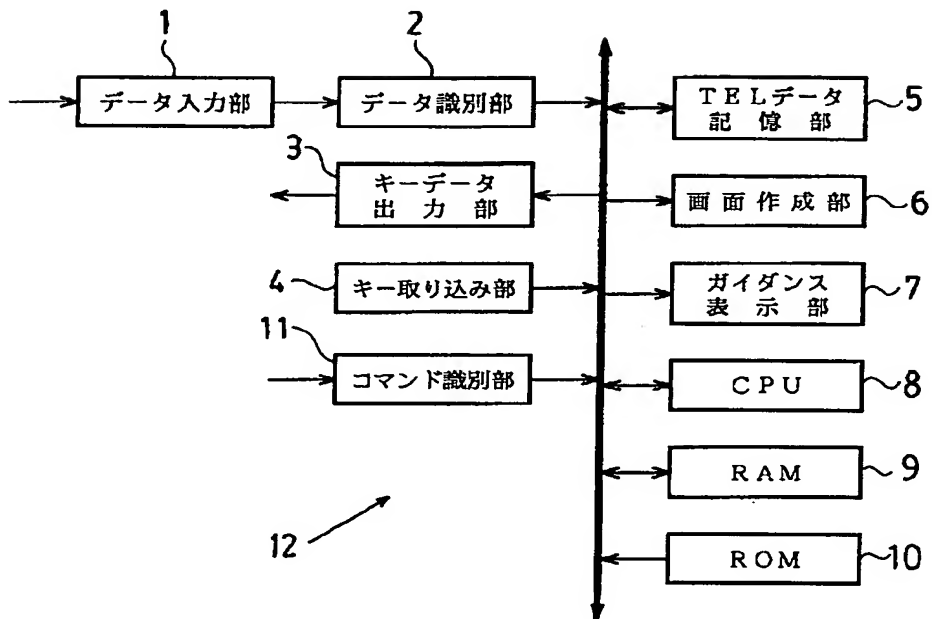 1
データ入力部
2
データ識別部
3
キーデータ
出力部
4
キー取り込み部
11
コマンド識別部
12
TELデータ
記憶部
5
画面作成部
6
ガイダンス
表示部
7
CPU
8
RAM
9
ROM
10